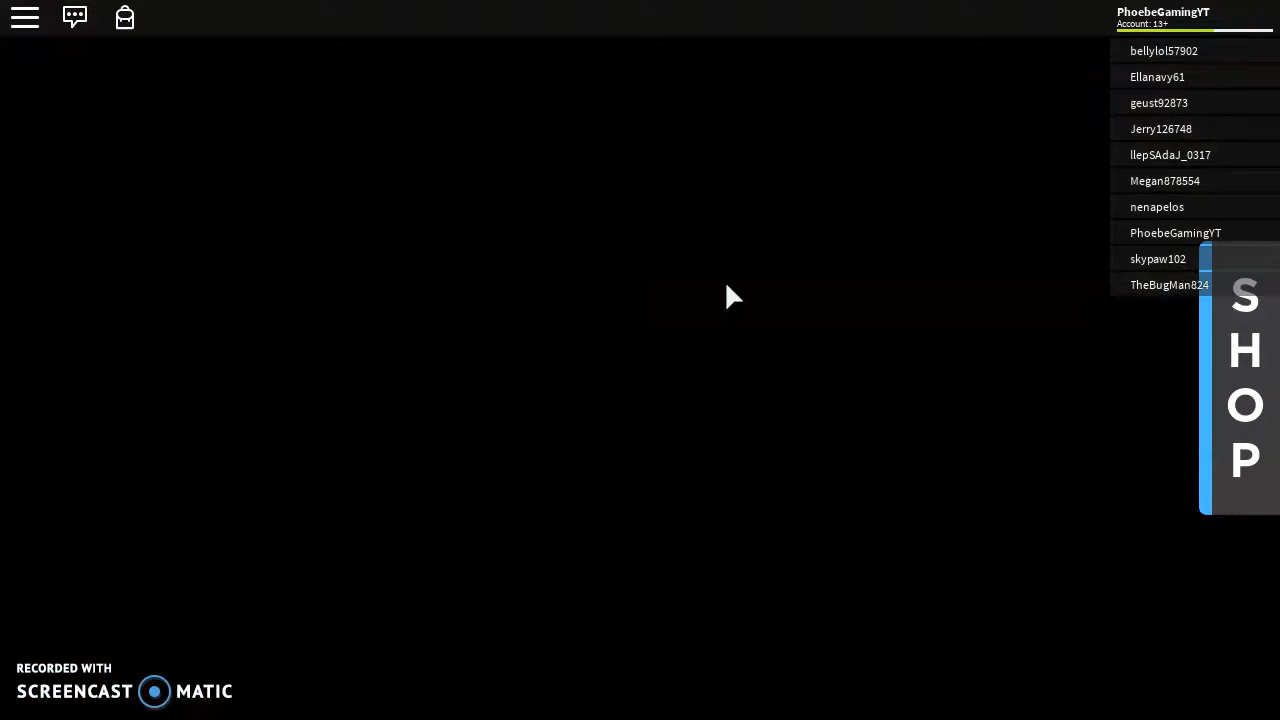 PhoebeGamingYT
Account: 13+
bellylol57902
Ellanavy61
geust92873
Jerry126748
llepSAdaJ_0317
Megan878554
nenapelos
PhoebeGamingYT
skypaw102
TheBugMan824
S
H
O
P
RECORDED WITH
SCREENCAST MATIC